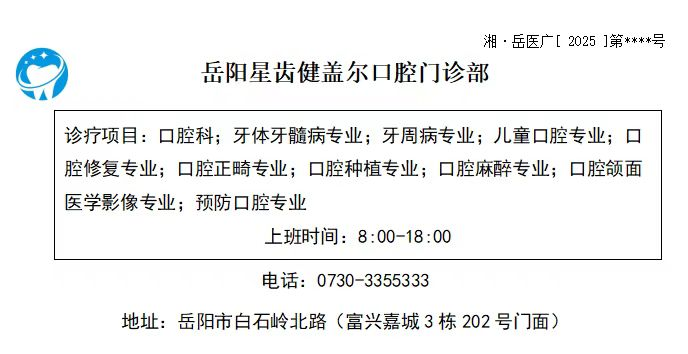 湘·岳医广[ 2025 ]第****号
岳阳星齿健盖尔口腔门诊部
诊疗项目：口腔科；牙体牙髓病专业；牙周病专业；儿童口腔专业；口
腔修复专业；口腔正畸专业；口腔种植专业；口腔麻醉专业；口腔颌面
医学影像专业；预防口腔专业
上班时间：8:00-18:00
电话：0730-3355333
地址：岳阳市白石岭北路（富兴嘉城 3 栋 202 号门面）